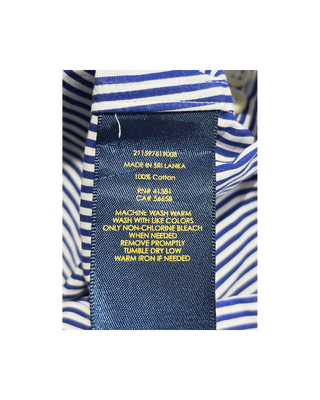 211597619008
MADE IN SRI LANKA
100% Cotton
RN# 41381
CA# 56658
MACHINE WASH WARM
WASH WITH LIKE COLORS
ONLY NON-CHLORINE BLEACH
WHEN NEEDED
REMOVE PROMPTLY
TUMBLE DRY LOW
WARM IRON IF NEEDED